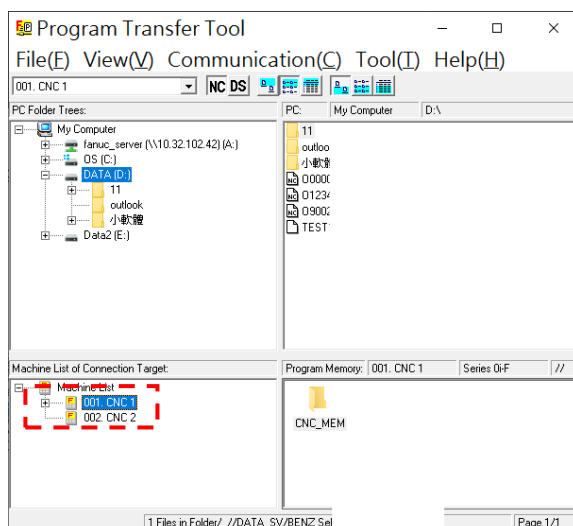 Program Transfer Tool
File(F) View(V) Communication(C) Tool(T) Help(H)
001. CNC 1 NC DS
PC Folder Trees:
My Computer
fanuc_server (\\10.32.102.42) (A:)
OS (C:)
DATA (D:)
11
outlook
小軟體
Data2 (E:)
PC: My Computer D:\
11
outloo
小軟
NC O0000
NC O1234
NC O9002
TEST
Machine List of Connection Target:
Machine List
001. CNC 1
002. CNC 2
Program Memory: 001. CNC 1 Series 0i-F //
CNC_MEM
1 Files in Folder/ //DATA_SV/BENZ Sel
Page 1/1